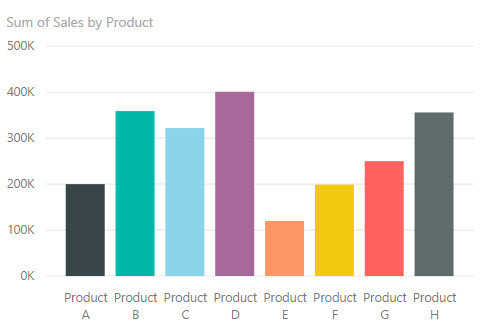 Sum of Sales by Product
500K
400K
300K
200K
100K
0K
Product Product Product Product Product Product Product Product
A B C D E F G H